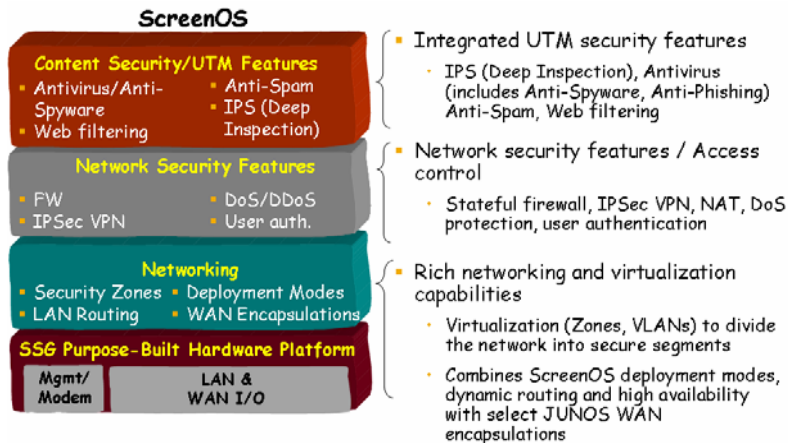 ScreenOS
Content Security/UTM Features
▪ Antivirus/Anti-
Spyware
▪ Web filtering
▪ Anti-Spam
▪ IPS (Deep
Inspection)
Network Security Features
▪ FW
▪ IPSec VPN
▪ DoS/DDoS
▪ User auth.
Networking
▪ Security Zones
▪ LAN Routing
▪ Deployment Modes
▪ WAN Encapsulations
SSG Purpose-Built Hardware Platform
Mgmt/
Modem
LAN &
WAN I/O
▪ Integrated UTM security features
· IPS (Deep Inspection), Antivirus
(includes Anti-Spyware, Anti-Phishing)
Anti-Spam, Web filtering
▪ Network security features / Access
control
· Stateful firewall, IPSec VPN, NAT, DoS
protection, user authentication
▪ Rich networking and virtualization
capabilities
· Virtualization (Zones, VLANs) to divide
the network into secure segments
· Combines ScreenOS deployment modes,
dynamic routing and high availability
with select JUNOS WAN
encapsulations